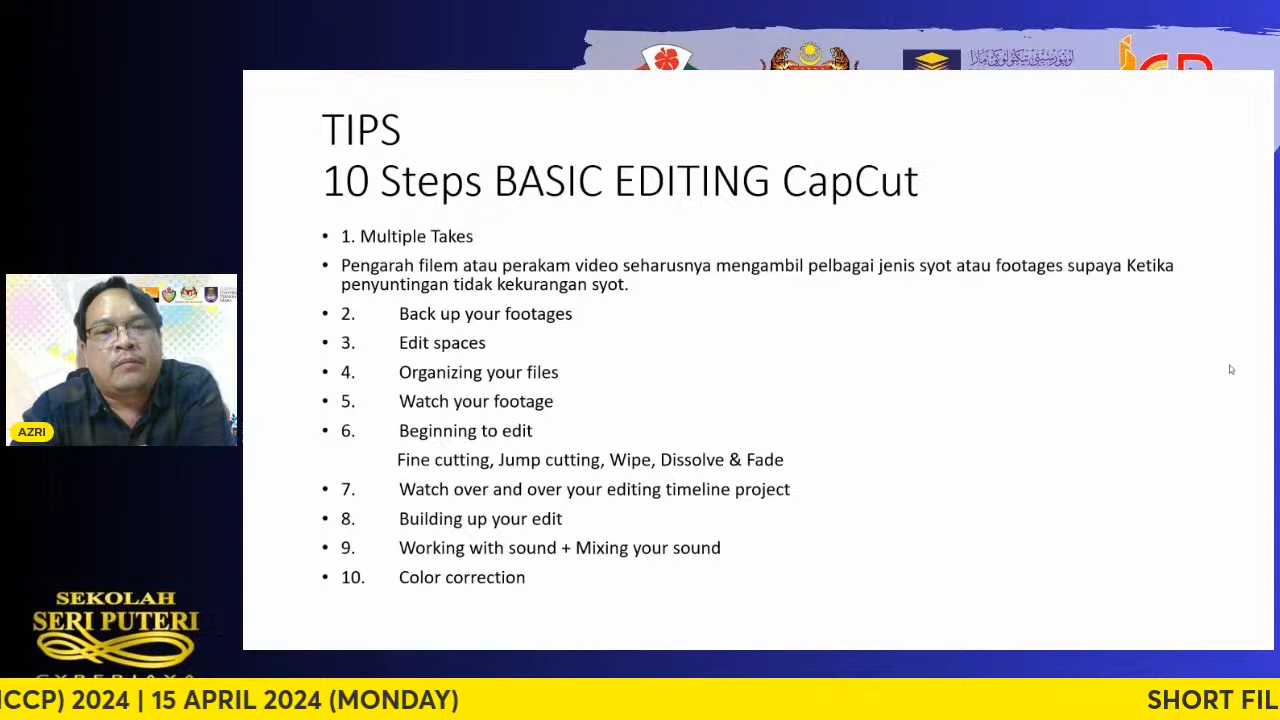 اونيۏرسيتي تيكنولوڬي مارا
TIPS
10 Steps BASIC EDITING CapCut
• 1. Multiple Takes
• Pengarah filem atau perakam video seharusnya mengambil pelbagai jenis syot atau footages supaya Ketika
penyuntingan tidak kekurangan syot.
• 2. Back up your footages
• 3. Edit spaces
• 4. Organizing your files
• 5. Watch your footage
• 6. Beginning to edit
Fine cutting, Jump cutting, Wipe, Dissolve & Fade
• 7. Watch over and over your editing timeline project
• 8. Building up your edit
• 9. Working with sound + Mixing your sound
• 10. Color correction
AZRI
SEKOLAH
SERI PUTERI
CYBERJAYA
ICCP) 2024 | 15 APRIL 2024 (MONDAY)
SHORT FIL